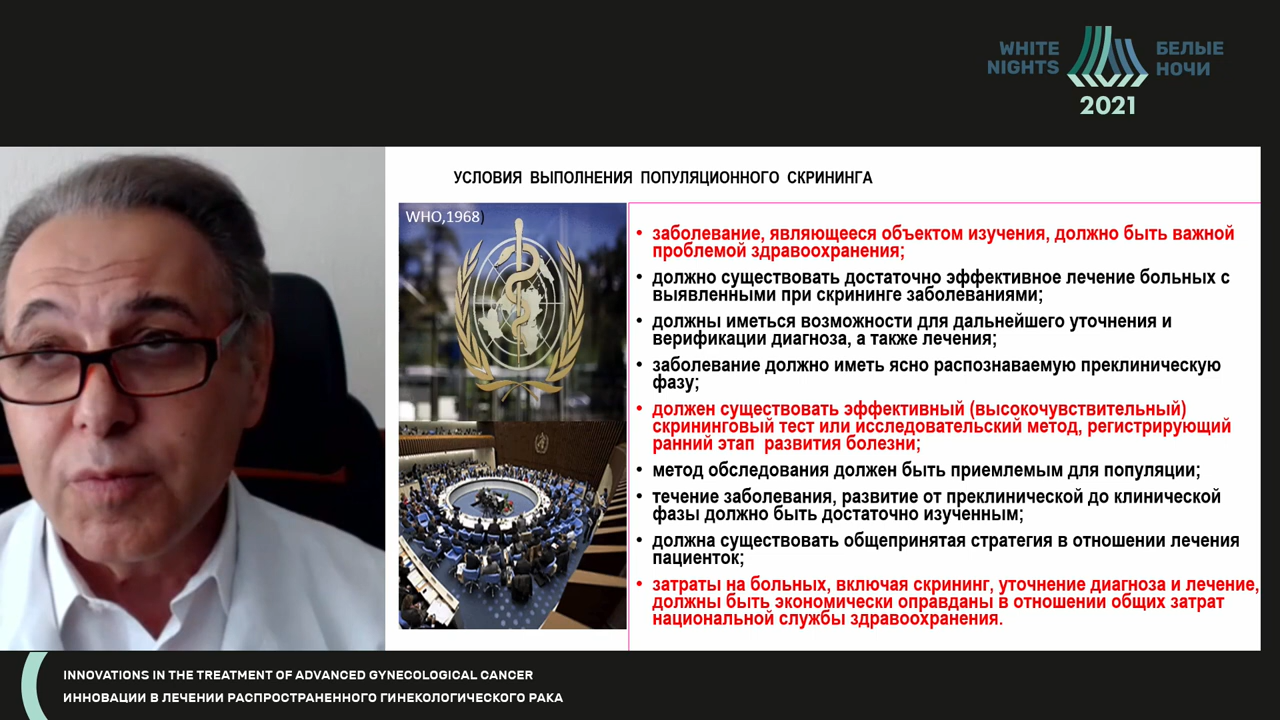 WHITE NIGHTS
БЕЛЫЕ НОЧИ
2021
УСЛОВИЯ ВЫПОЛНЕНИЯ ПОПУЛЯЦИОННОГО СКРИНИНГА
WHO,1968)
• заболевание, являющееся объектом изучения, должно быть важной
проблемой здравоохранения;
• должно существовать достаточно эффективное лечение больных с
выявленными при скрининге заболеваниями;
• должны иметься возможности для дальнейшего уточнения и
верификации диагноза, а также лечения;
• заболевание должно иметь ясно распознаваемую преклиническую
фазу;
• должен существовать эффективный (высокочувствительный)
скрининговый тест или исследовательский метод, регистрирующий
ранний этап развития болезни;
• метод обследования должен быть приемлемым для популяции;
• течение заболевания, развитие от преклинической до клинической
фазы должно быть достаточно изученным;
• должна существовать общепринятая стратегия в отношении лечения
пациенток;
• затраты на больных, включая скрининг, уточнение диагноза и лечение,
должны быть экономически оправданы в отношении общих затрат
национальной службы здравоохранения.
INNOVATIONS IN THE TREATMENT OF ADVANCED GYNECOLOGICAL CANCER
ИННОВАЦИИ В ЛЕЧЕНИИ РАСПРОСТРАНЕННОГО ГИНЕКОЛОГИЧЕСКОГО РАКА